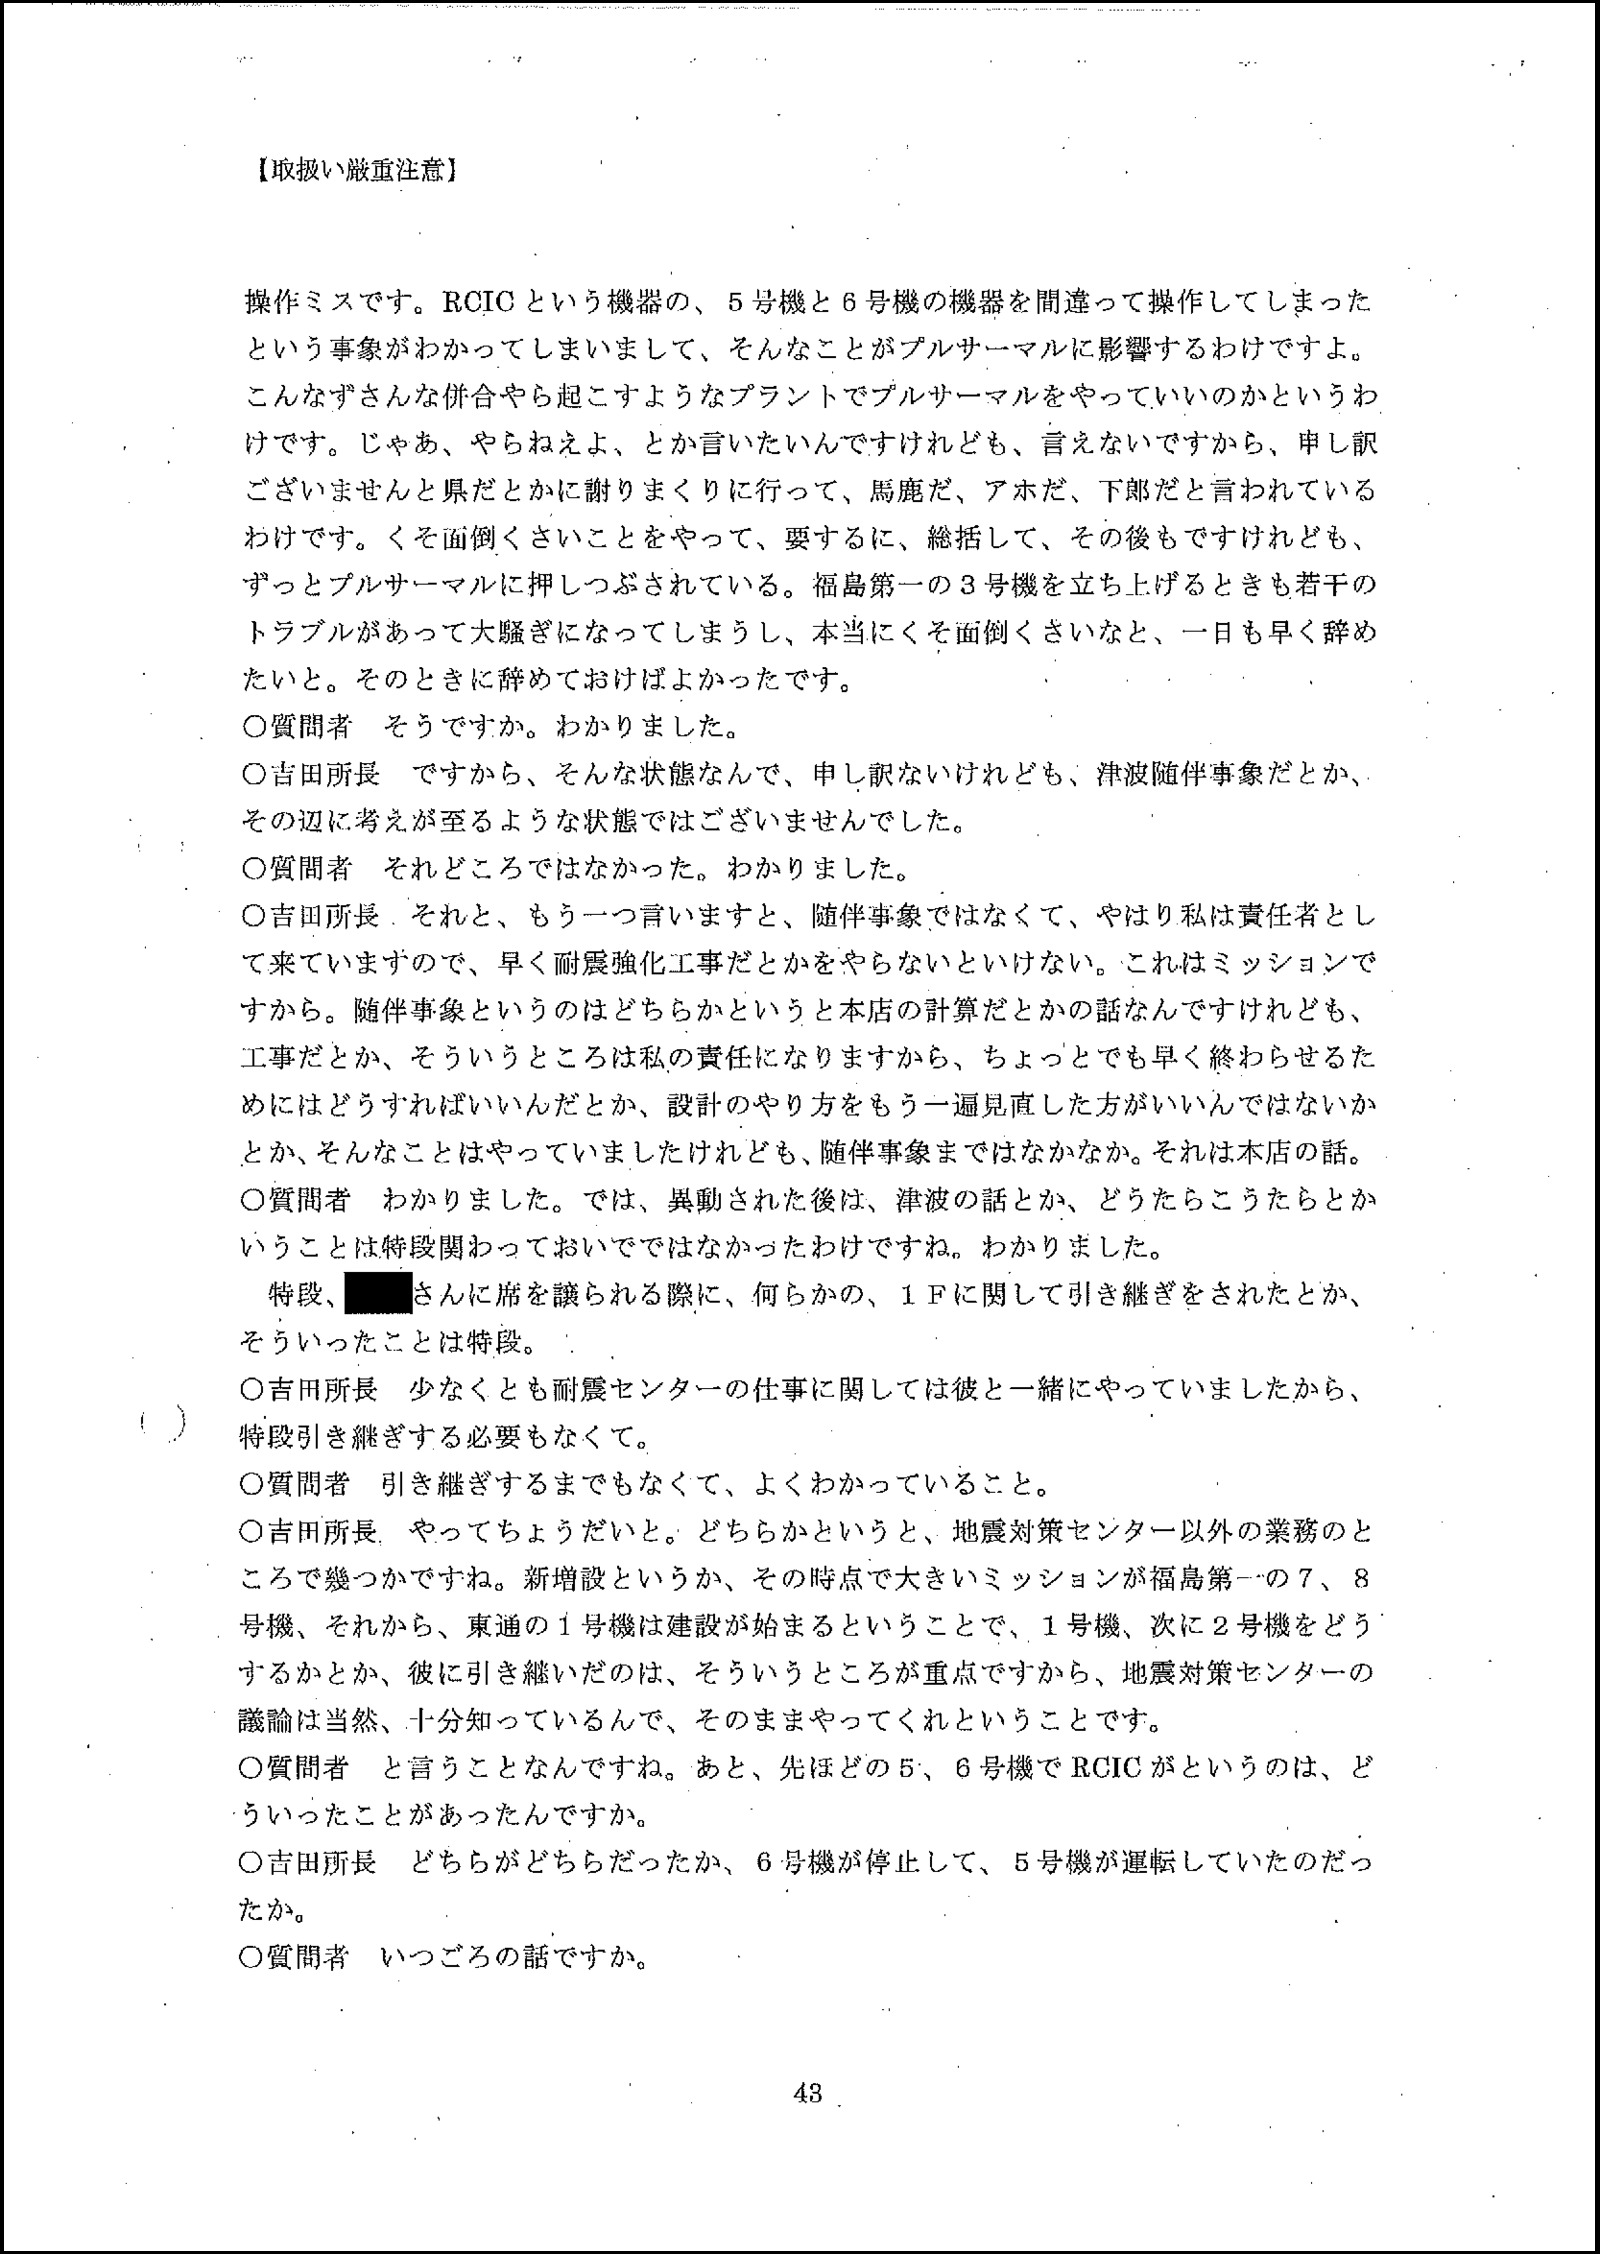 【取扱い厳重注意】
操作ミスです。RCICという機器の、５号機と６号機の機器を間違って操作してしまった
という事象がわかってしまいまして、そんなことがプルサーマルに影響するわけですよ。
こんなずさんな併合やら起こすようなプラントでプルサーマルをやっていいのかというわ
けです。じゃあ、やらねえよ、とか言いたいんですけれども、言えないですから、申し訳
ございませんと県だとかに謝りまくりに行って、馬鹿だ、アホだ、下郎だと言われている
わけです。くそ面倒くさいことをやって、要するに、総括して、その後もですけれども、
ずっとプルサーマルに押しつぶされている。福島第一の３号機を立ち上げるときも若干の
トラブルがあって大騒ぎになってしまうし、本当にくそ面倒くさいなと、一日も早く辞め
たいと。そのときに辞めておけばよかったです。
○質問者　そうですか。わかりました。
○吉田所長　ですから、そんな状態なんで、申し訳ないけれども、津波随伴事象だとか、
その辺に考えが至るような状態ではございませんでした。
○質問者　それどころではなかった。わかりました。
○吉田所長　それと、もう一つ言いますと、随伴事象ではなくて、やはり私は責任者とし
て来ていますので、早く耐震強化工事だとかをやらないといけない。これはミッションで
すから。随伴事象というのはどちらかというと本店の計算だとかの話なんですけれども、
工事だとか、そういうところは私の責任になりますから、ちょっとでも早く終わらせるた
めにはどうすればいいんだとか、設計のやり方をもう一遍見直した方がいいんではないか
とか、そんなことはやっていましたけれども、随伴事象まではなかなか。それは本店の話。
○質問者　わかりました。では、異動された後は、津波の話とか、どうたらこうたらとか
いうことは特段関わっておいでではなかったわけですね。わかりました。
　特段、さんに席を譲られる際に、何らかの、１Ｆに関して引き継ぎをされたとか、
そういったことは特段。
○吉田所長　少なくとも耐震センターの仕事に関しては彼と一緒にやっていましたから、
特段引き継ぎする必要もなくて。
○質問者　引き継ぎするまでもなくて、よくわかっていること。
○吉田所長　やってちょうだいと。どちらかというと、地震対策センター以外の業務のと
ころで幾つかですね。新増設というか、その時点で大きいミッションが福島第一の７、８
号機、それから、東通の１号機は建設が始まるということで、１号機、次に２号機をどう
するかとか、彼に引き継いだのは、そういうところが重点ですから、地震対策センターの
議論は当然、十分知っているんで、そのままやってくれということです。
○質問者　と言うことなんですね。あと、先ほどの５、６号機でRCICがというのは、ど
ういったことがあったんですか。
○吉田所長　どちらがどちらだったか、６号機が停止して、５号機が運転していたのだっ
たか。
○質問者　いつごろの話ですか。
43